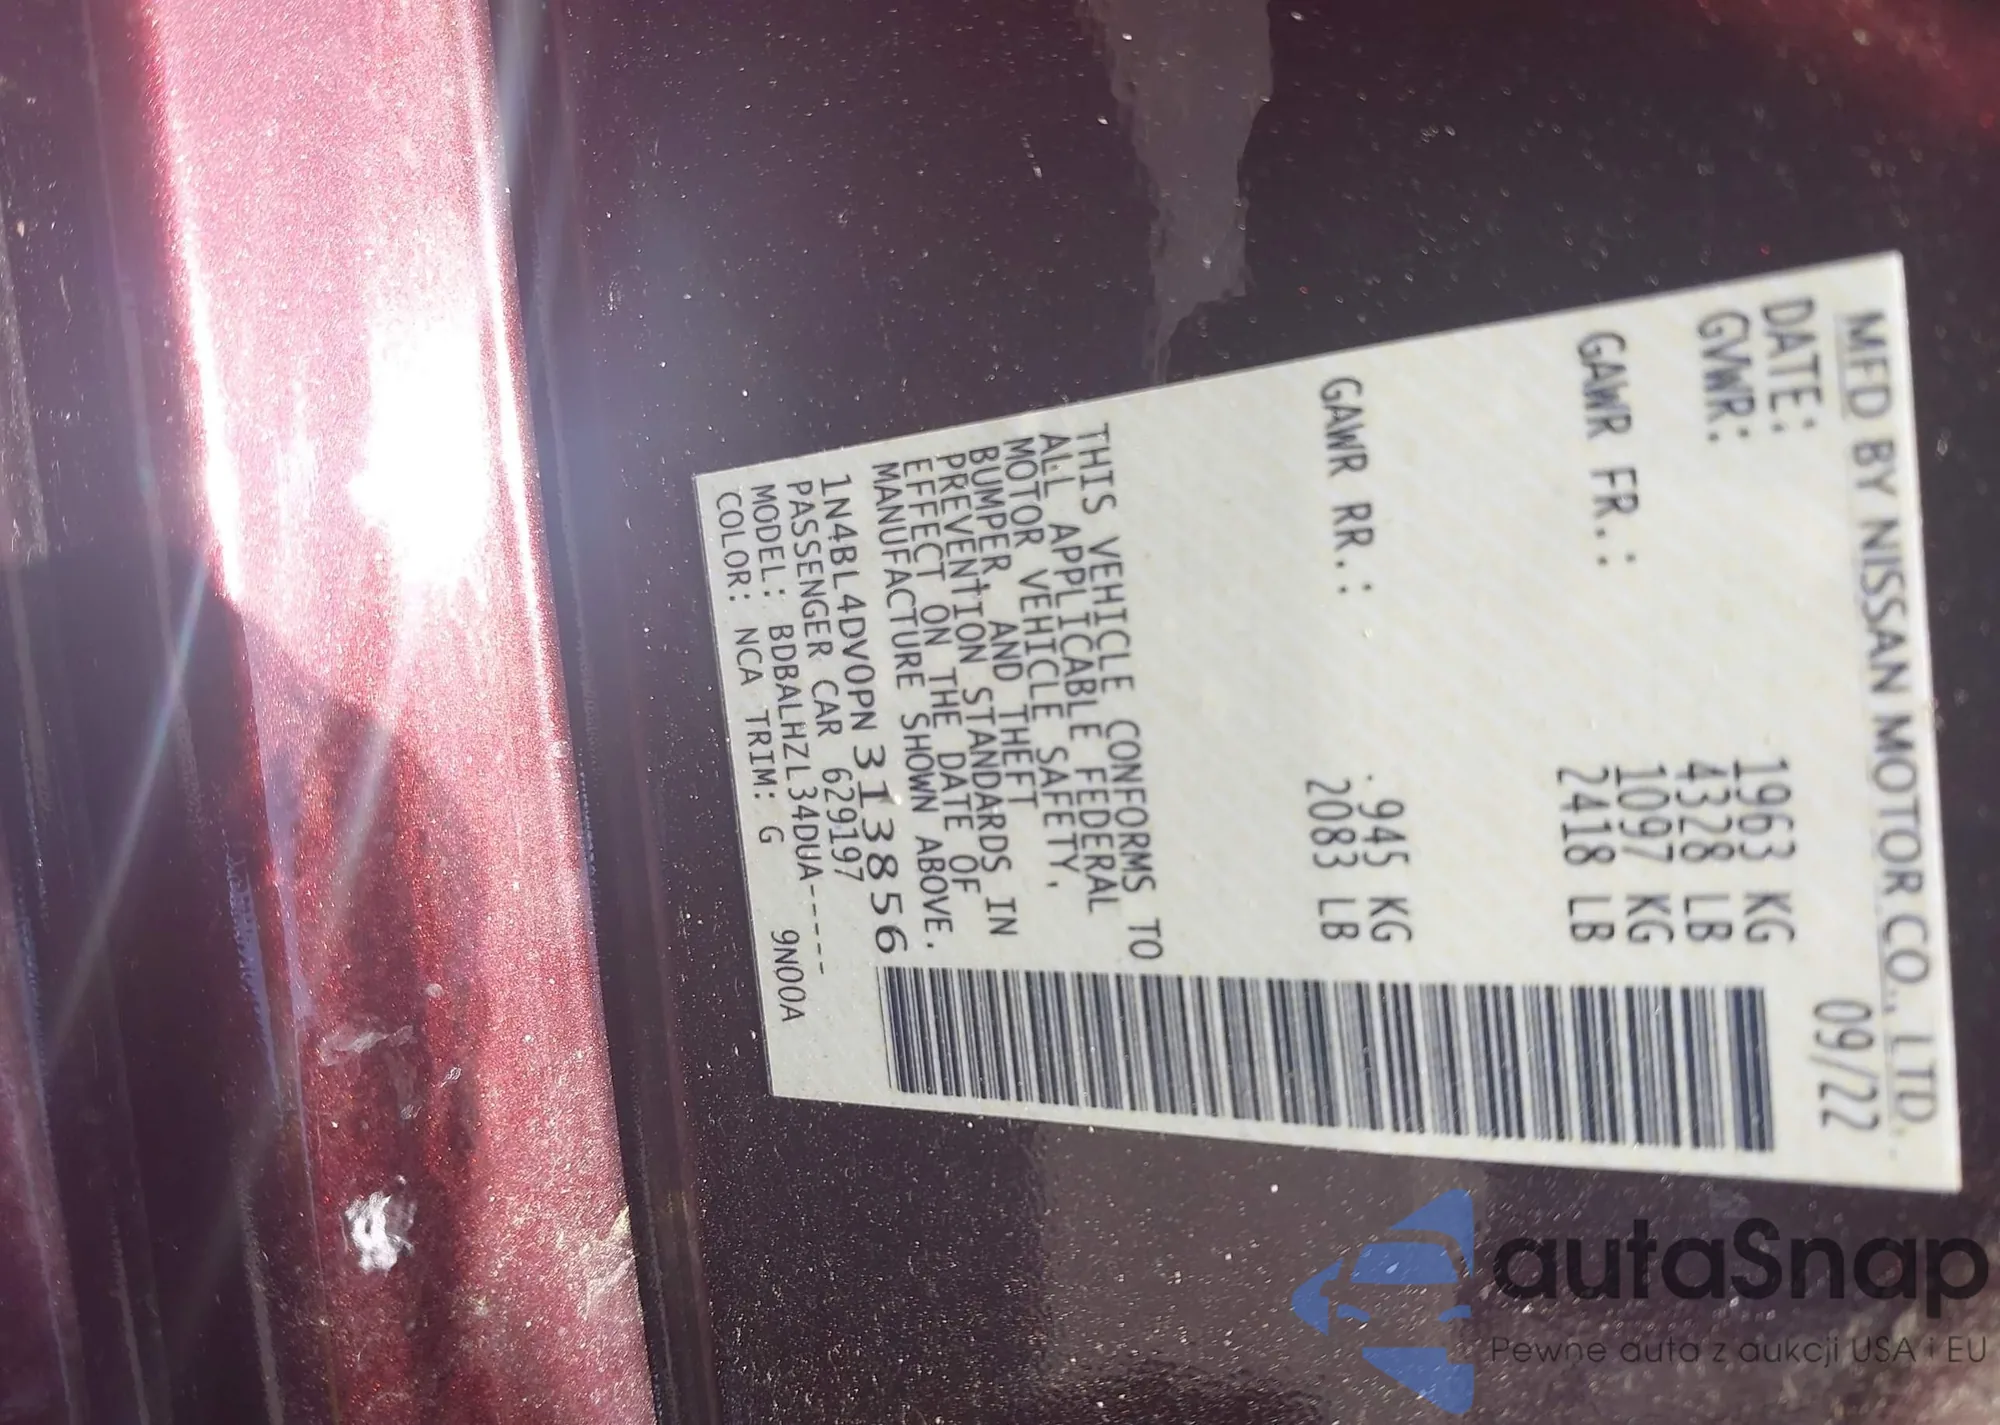 MFD BY NISSAN MOTOR CO., LTD.
DATE: 09/22
GVWR: 1963 KG
4328 LB
GAWR FR.: 1097 KG
2418 LB
GAWR RR.: 945 KG
2083 LB
THIS VEHICLE CONFORMS TO
ALL APPLICABLE FEDERAL
MOTOR VEHICLE SAFETY,
BUMPER, AND THEFT
PREVENTION STANDARDS IN
EFFECT ON THE DATE OF
MANUFACTURE SHOWN ABOVE.
1N4BL4DV0PN313856
PASSENGER CAR 629197
MODEL: BDBALHZL34DUA-----
COLOR: NCA TRIM: G 9N00A
autaSnap
Pewne auta z aukcji USA i EU